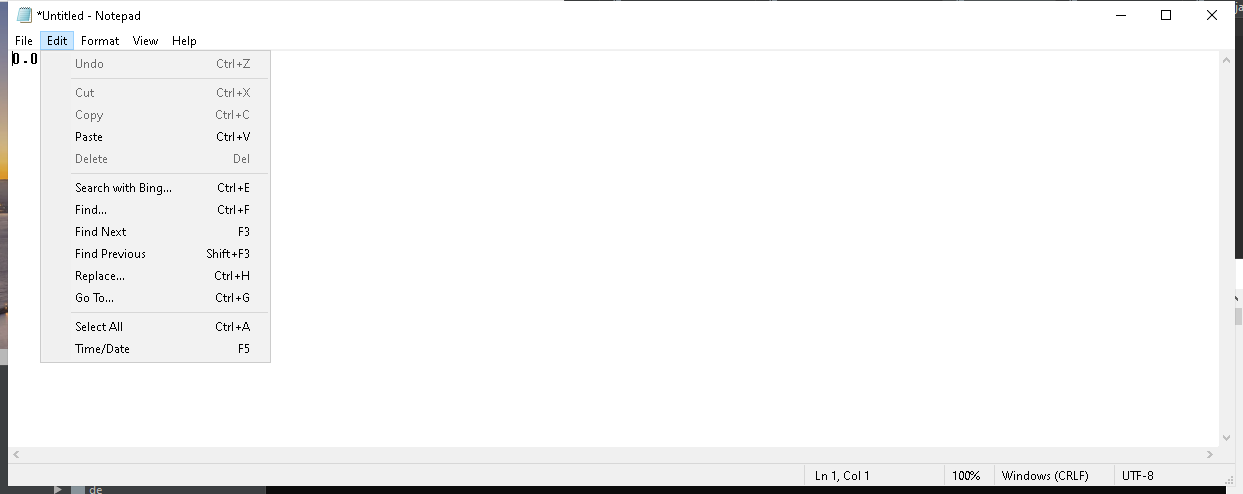 *Untitled - Notepad
File Edit Format View Help
0.0
Undo Ctrl+Z
Cut Ctrl+X
Copy Ctrl+C
Paste Ctrl+V
Delete Del
Search with Bing... Ctrl+E
Find... Ctrl+F
Find Next F3
Find Previous Shift+F3
Replace... Ctrl+H
Go To... Ctrl+G
Select All Ctrl+A
Time/Date F5
Ln 1, Col 1 100% Windows (CRLF) UTF-8
de